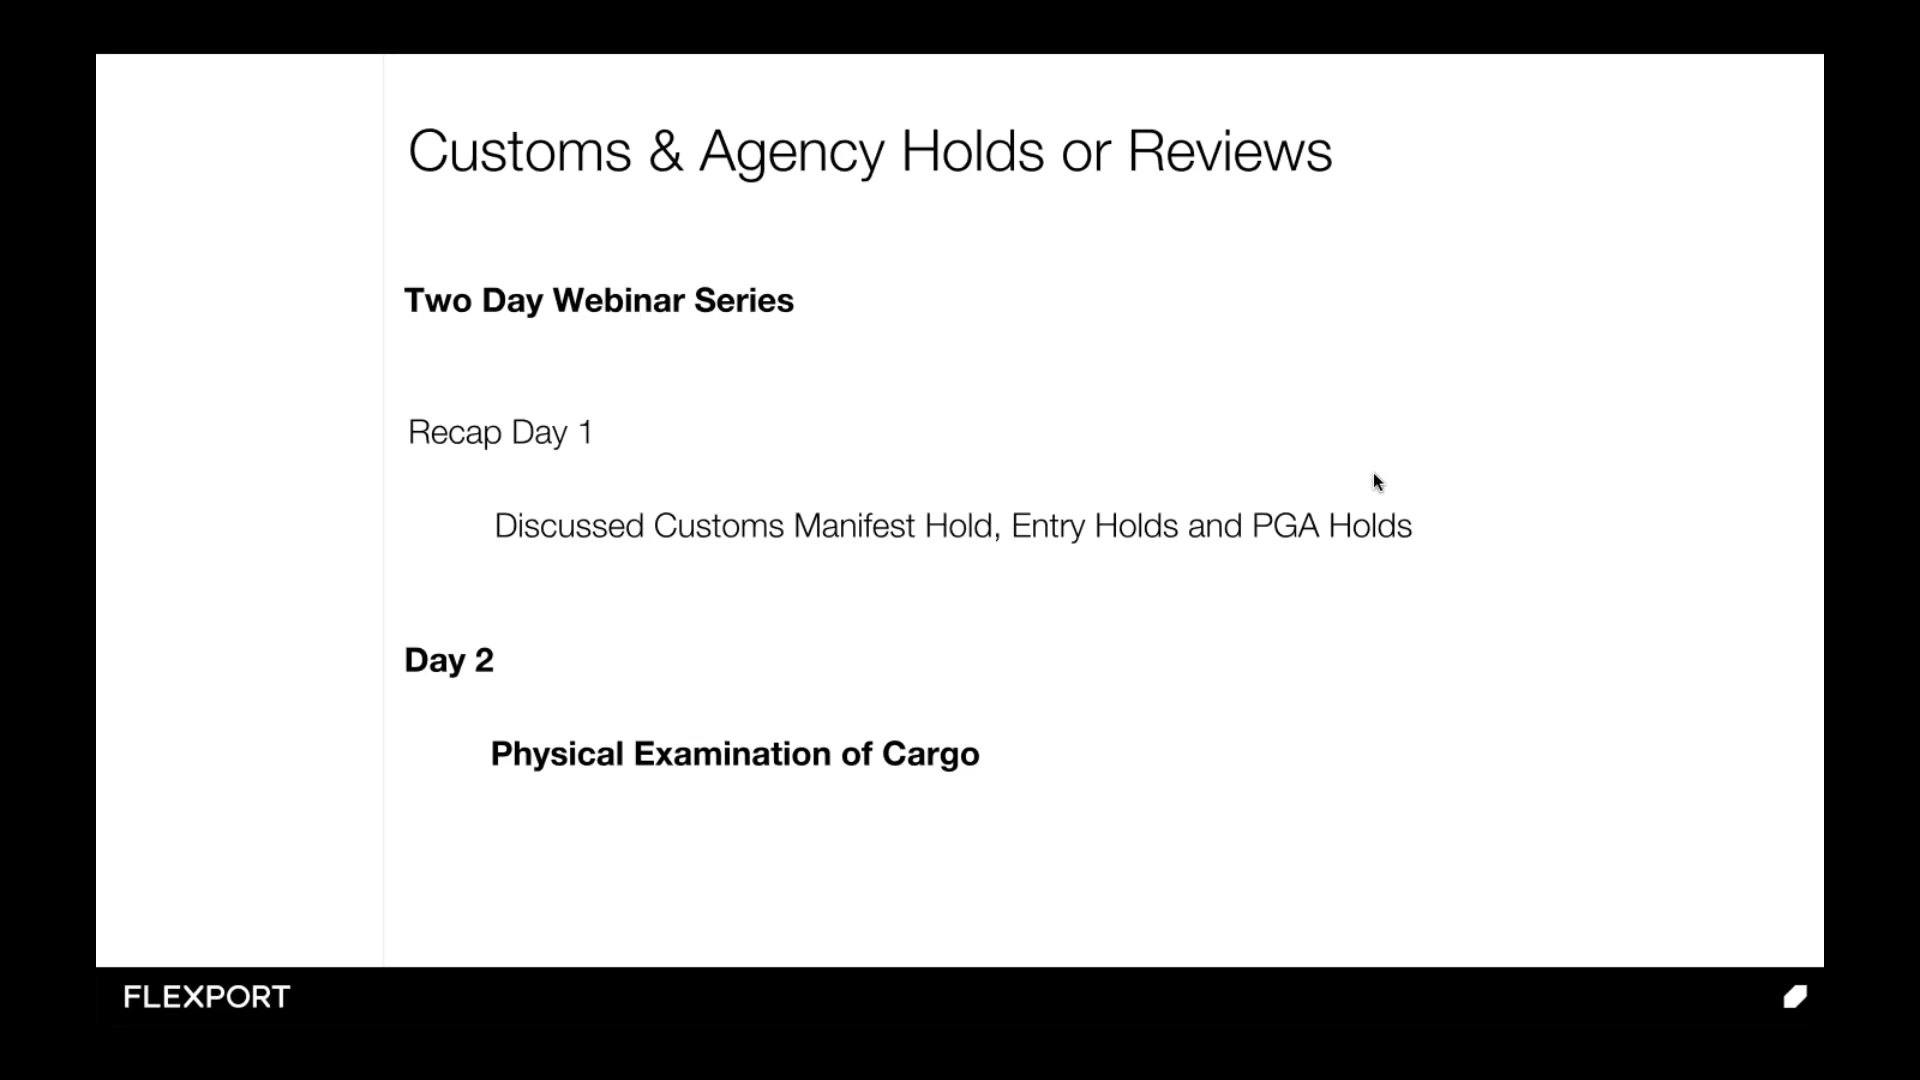 Customs & Agency Holds or Reviews
Two Day Webinar Series
Recap Day 1
Discussed Customs Manifest Hold, Entry Holds and PGA Holds
Day 2
Physical Examination of Cargo
FLEXPORT